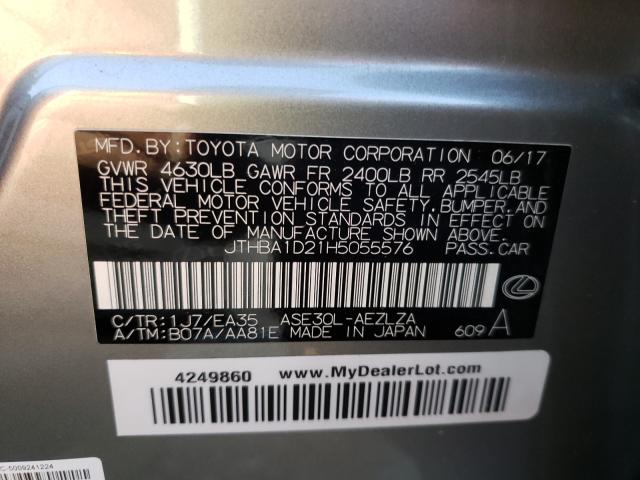 MFD. BY: TOYOTA MOTOR CORPORATION 06/17
GVWR 4630LB GAWR FR 2400LB RR 2545LB
THIS VEHICLE CONFORMS TO ALL APPLICABLE
FEDERAL MOTOR VEHICLE SAFETY, BUMPER, AND
THEFT PREVENTION STANDARDS IN EFFECT ON
THE DATE OF MANUFACTURE SHOWN ABOVE.
JTHBA1D21H5055576 PASS. CAR
C/TR: 1J7/EA35 ASE30L-AEZLZA
A/TM: B07A/AA81E MADE IN JAPAN 609 A
4249860 www.MyDealerLot.com
C-5009241224